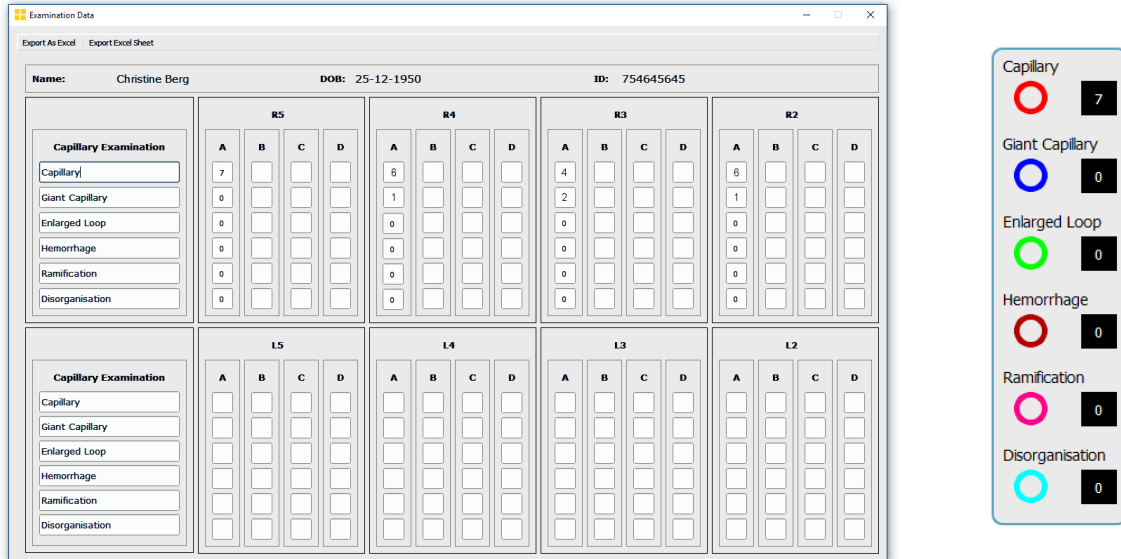 Examination Data
Export As Excel Export Excel Sheet
Name: Christine Berg DOB: 25-12-1950 ID: 754645645
R5 R4 R3 R2
Capillary Examination A B C D A B C D A B C D A B C D
Capillary 7 6 4 6
Giant Capillary 0 1 2 1
Enlarged Loop 0 0 0 0
Hemorrhage 0 0 0 0
Ramification 0 0 0 0
Disorganisation 0 0 0 0
L5 L4 L3 L2
Capillary Examination A B C D A B C D A B C D A B C D
Capillary
Giant Capillary
Enlarged Loop
Hemorrhage
Ramification
Disorganisation
Capillary
7
Giant Capillary
0
Enlarged Loop
0
Hemorrhage
0
Ramification
0
Disorganisation
0